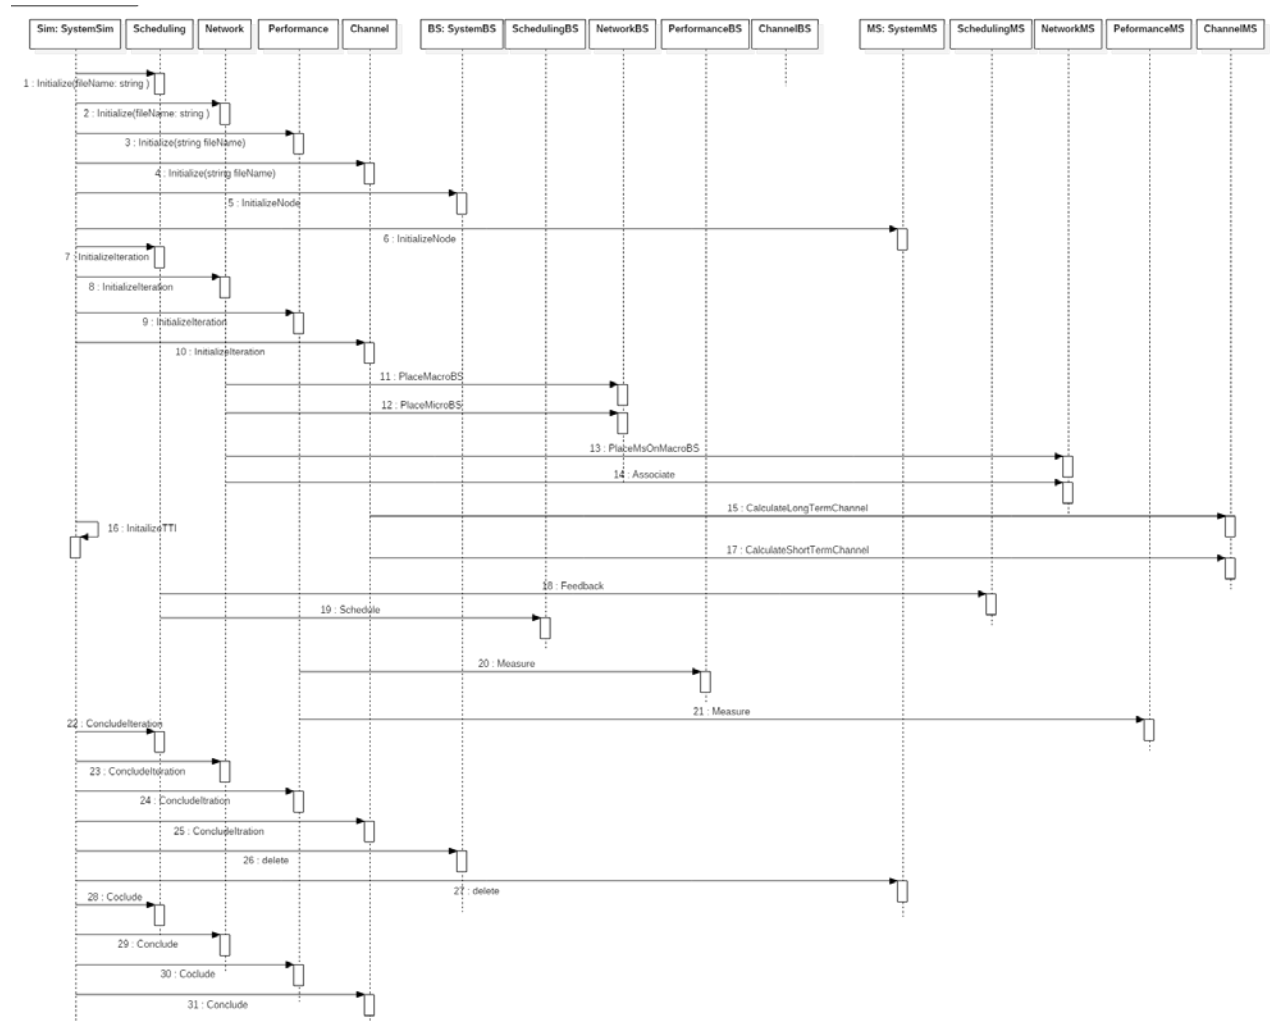 Sim: SystemSim
Scheduling
Network
Performance
Channel
BS: SystemBS
SchedulingBS
NetworkBS
PerformanceBS
ChannelBS
MS: SystemMS
SchedulingMS
NetworkMS
PeformanceMS
ChannelMS
1 : Initialize(fileName: string )
2 : Initialize(fileName: string )
3 : Initialize(string fileName)
4 : Initialize(string fileName)
5 : InitializeNode
6 : InitializeNode
7 : InitializeIteration
8 : InitializeIteration
9 : InitializeIteration
10 : InitializeIteration
11 : PlaceMacroBS
12 : PlaceMicroBS
13 : PlaceMsOnMacroBS
14 : Associate
15 : CalculateLongTermChannel
16 : InitailizeTTI
17 : CalculateShortTermChannel
18 : Feedback
19 : Schedule
20 : Measure
21 : Measure
22 : ConcludeIteration
23 : ConcludeIteration
24 : ConcludeItration
25 : ConcludeItration
26 : delete
27 : delete
28 : Coclude
29 : Conclude
30 : Coclude
31 : Conclude